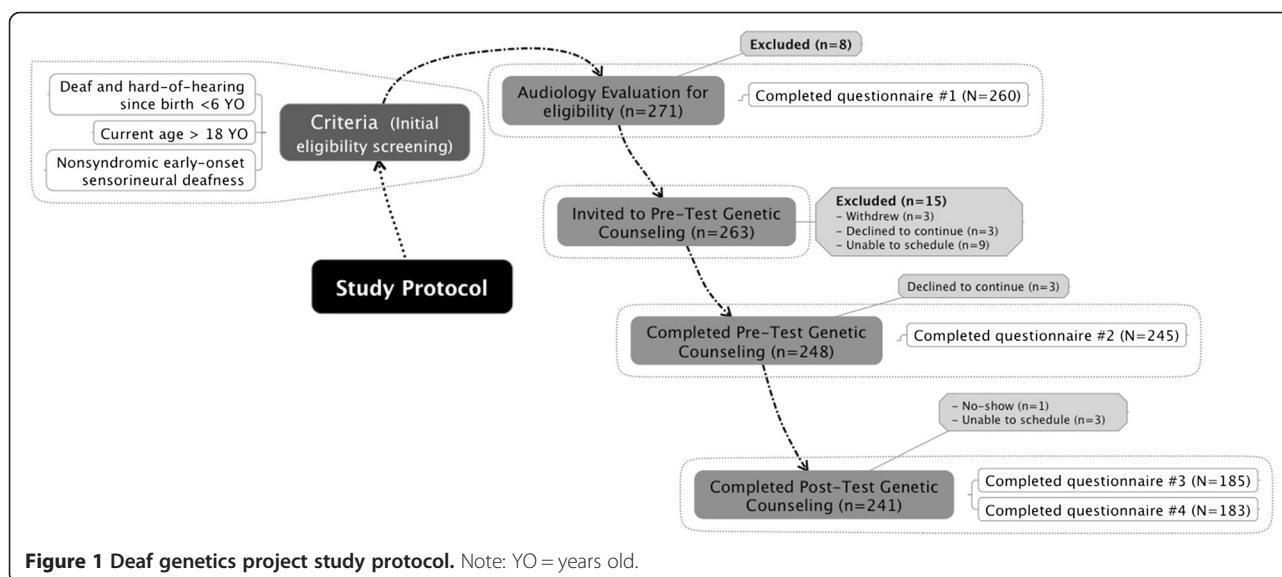 Deaf and hard-of-hearing
since birth <6 YO
Current age > 18 YO
Nonsyndromic early-onset
sensorineural deafness
Criteria (Initial
eligibility screening)
Study Protocol
Excluded (n=8)
Audiology Evaluation for
eligibility (n=271)
Completed questionnaire #1 (N=260)
Invited to Pre-Test Genetic
Counseling (n=263)
Excluded (n=15)
- Withdrew (n=3)
- Declined to continue (n=3)
- Unable to schedule (n=9)
Declined to continue (n=3)
Completed Pre-Test Genetic
Counseling (n=248)
Completed questionnaire #2 (N=245)
- No-show (n=1)
- Unable to schedule (n=3)
Completed Post-Test Genetic
Counseling (n=241)
Completed questionnaire #3 (N=185)
Completed questionnaire #4 (N=183)
Figure 1 Deaf genetics project study protocol. Note: YO = years old.